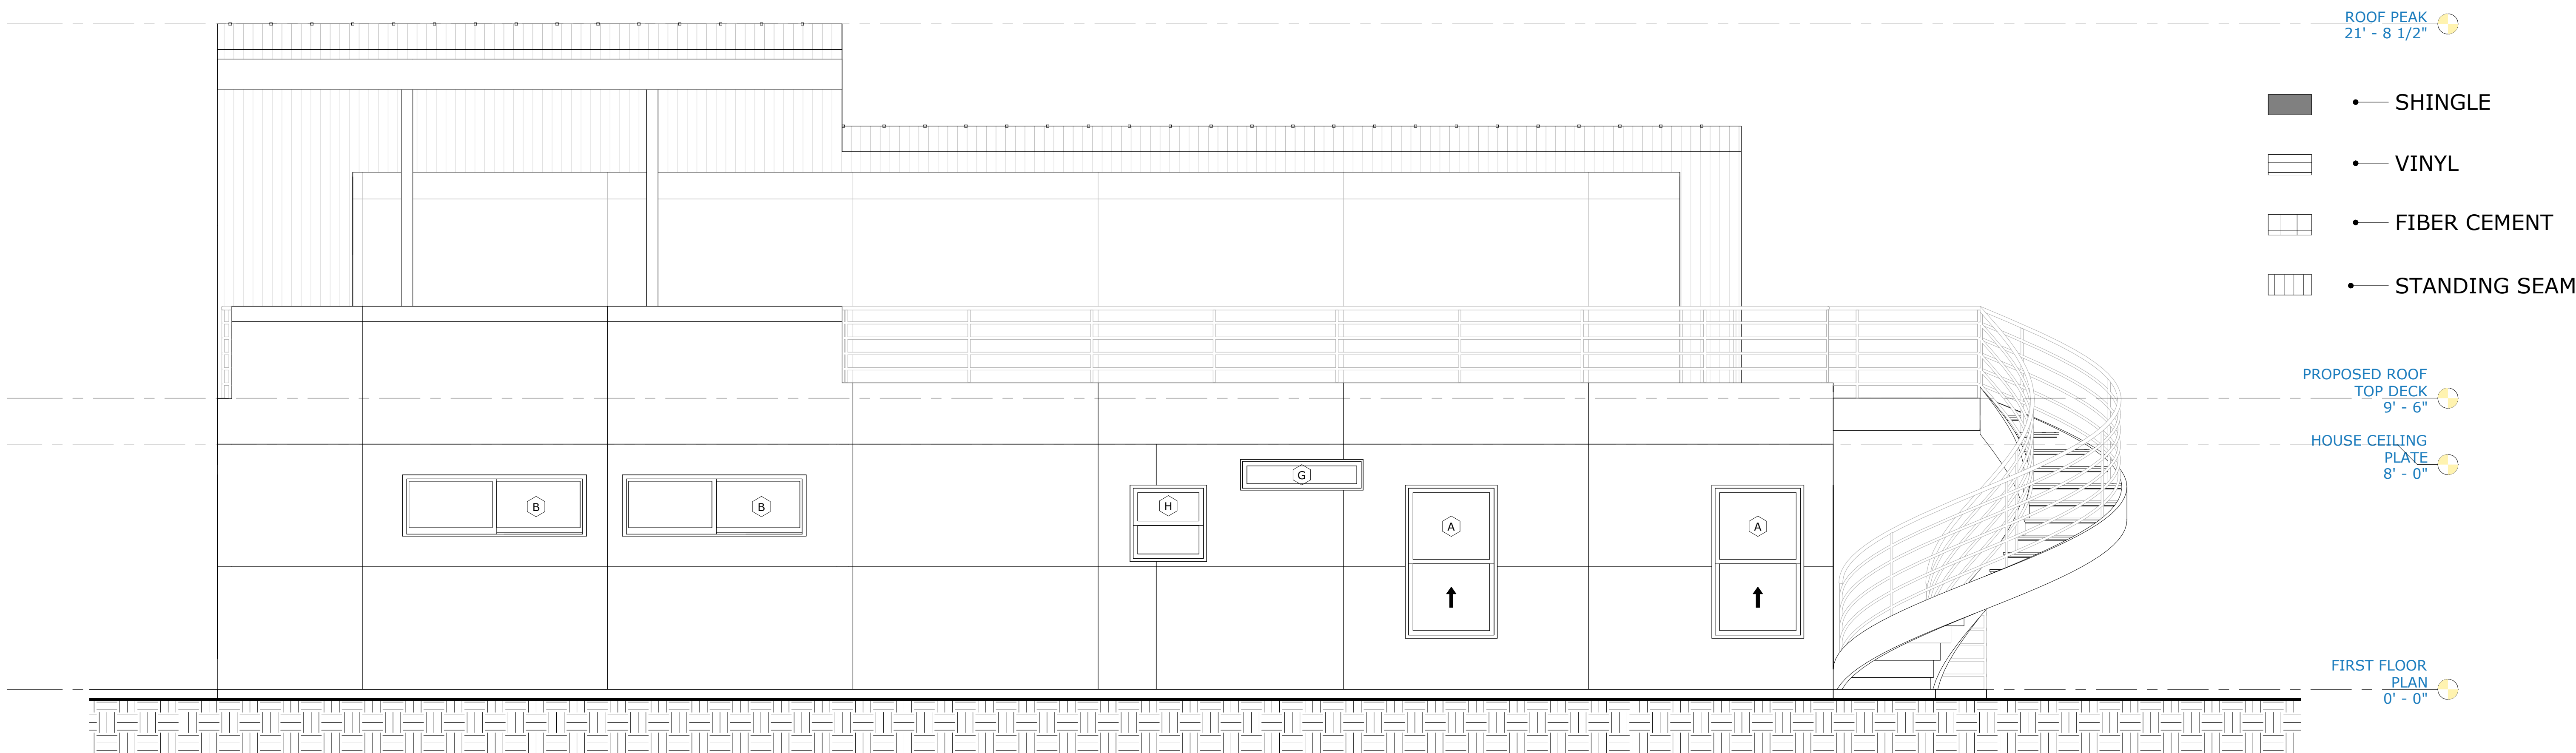 ROOF PEAK
21' - 8 1/2"
SHINGLE
VINYL
FIBER CEMENT
STANDING SEAM
PROPOSED ROOF
TOP DECK
9' - 6"
HOUSE CEILING
PLATE
8' - 0"
G
H
B
B
A
A
FIRST FLOOR
PLAN
0' - 0"